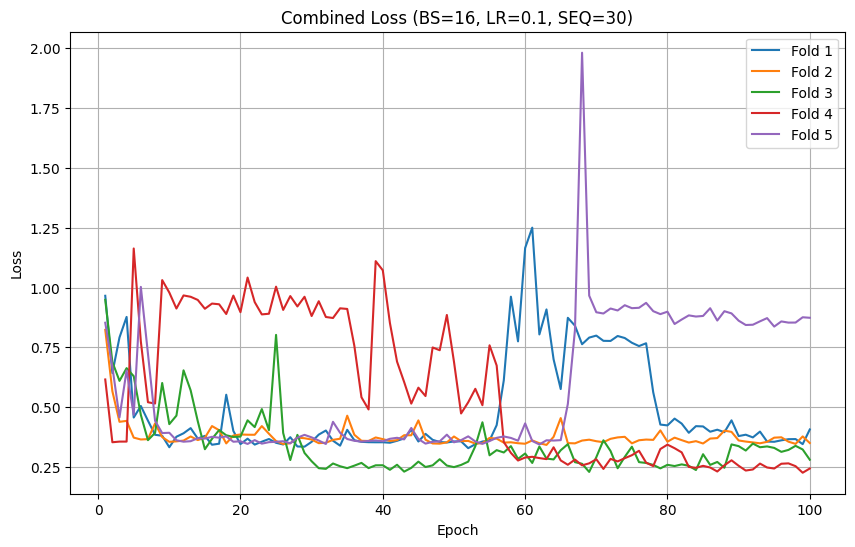 Combined Loss (BS=16, LR=0.1, SEQ=30)
2.00
1.75
1.50
1.25
1.00
0.75
0.50
0.25
Loss
Fold 1
Fold 2
Fold 3
Fold 4
Fold 5
0
20
40
60
80
100
Epoch